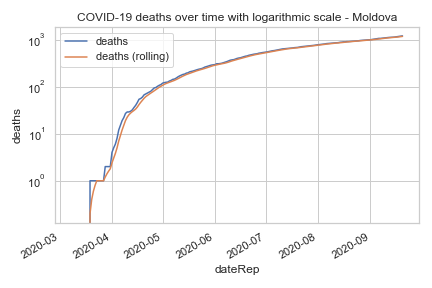 COVID-19 deaths over time with logarithmic scale - Moldova
deaths
deaths (rolling)
10³
10²
10¹
10⁰
deaths
2020-03
2020-04
2020-05
2020-06
2020-07
2020-08
2020-09
dateRep